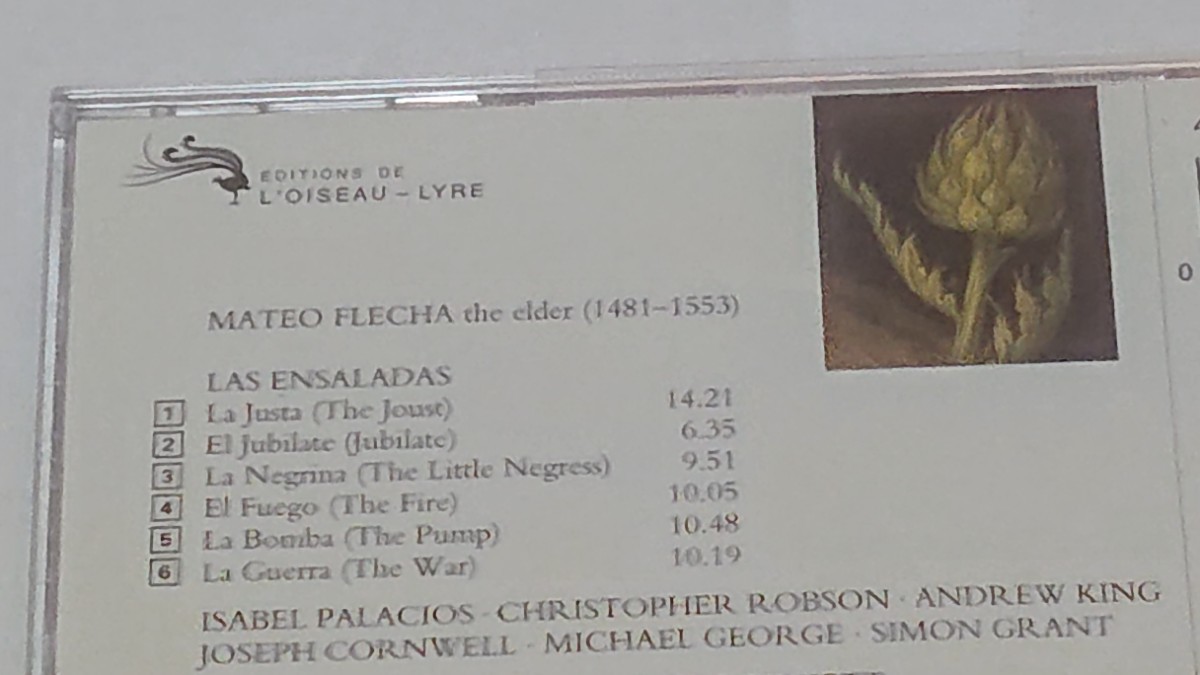 EDITIONS DE
L'OISEAU – LYRE
MATEO FLECHA the elder (1481–1553)
LAS ENSALADAS
1 La Justa (The Joust) 14.21
2 El Jubilate (Jubilate) 6.35
3 La Negrina (The Little Negress) 9.51
4 El Fuego (The Fire) 10.05
5 La Bomba (The Pump) 10.48
6 La Guerra (The War) 10.19
ISABEL PALACIOS · CHRISTOPHER ROBSON · ANDREW KING
JOSEPH CORNWELL · MICHAEL GEORGE · SIMON GRANT
0